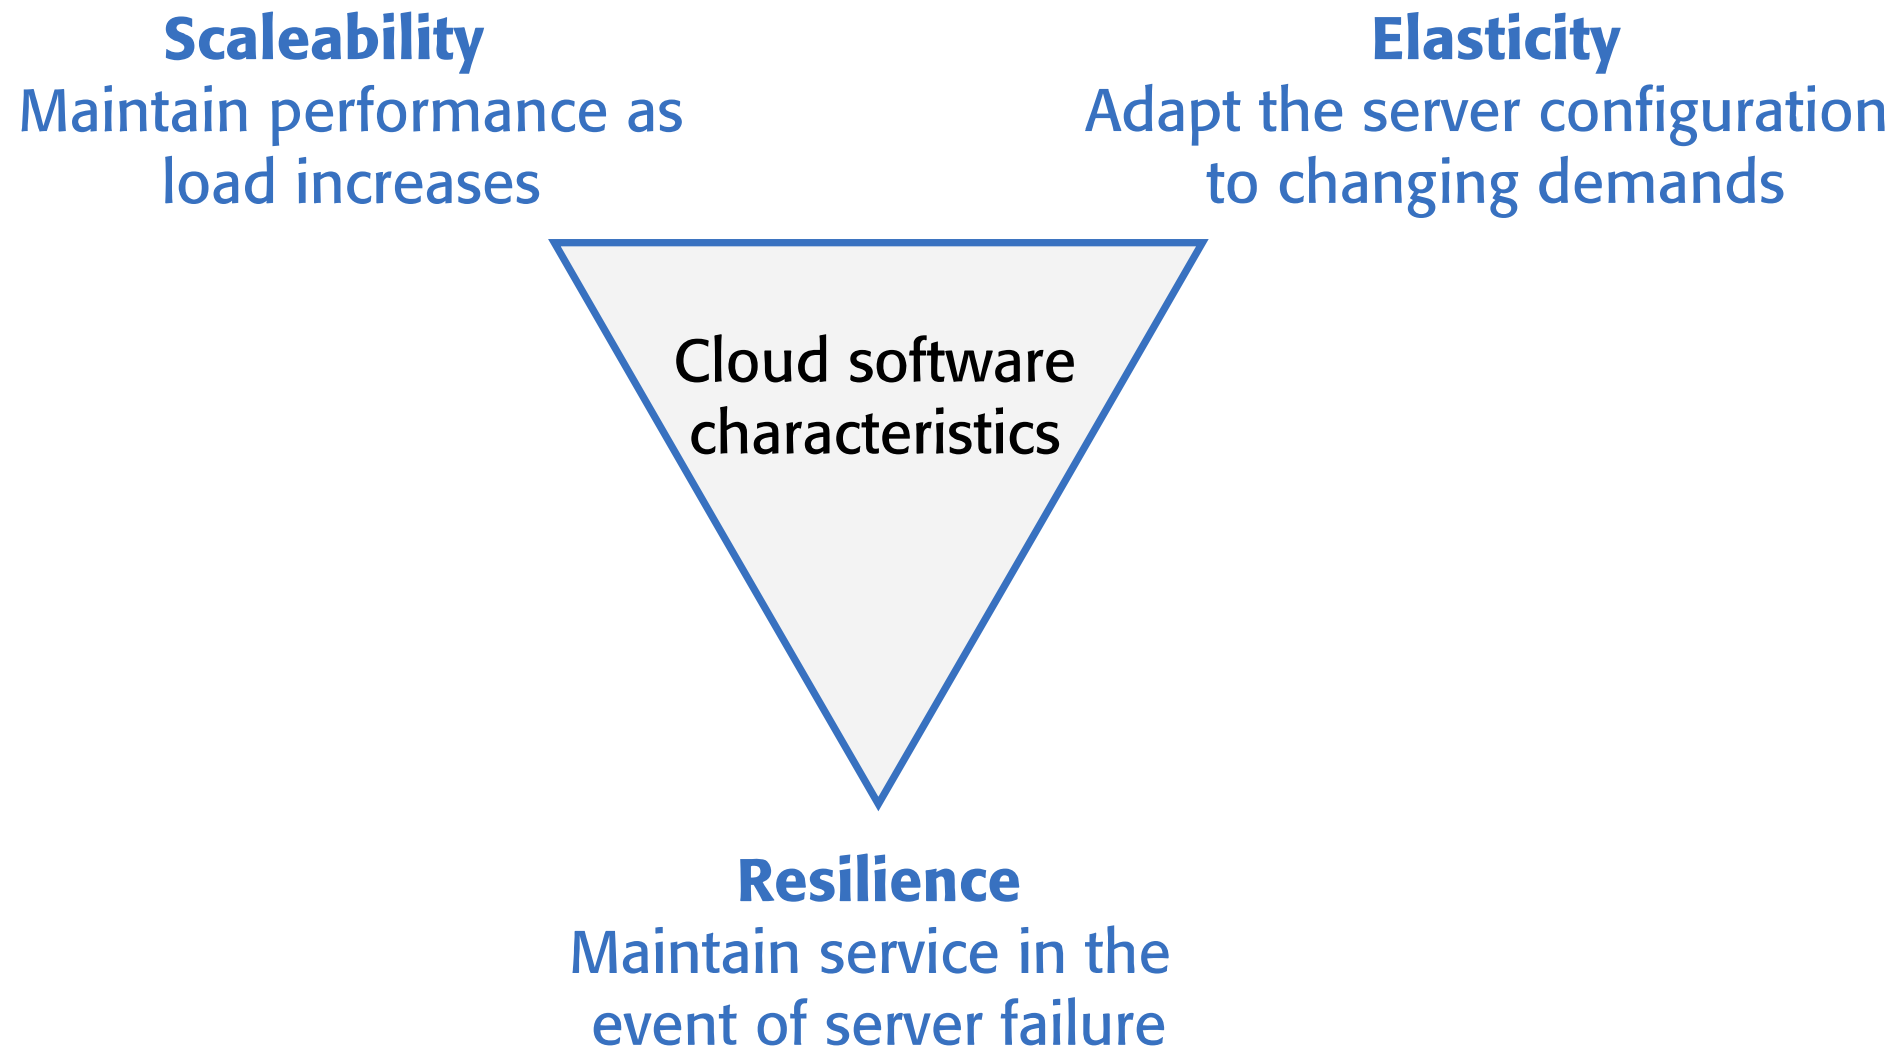 Scaleability
Maintain performance as
load increases
Elasticity
Adapt the server configuration
to changing demands
Cloud software
characteristics
Resilience
Maintain service in the
event of server failure